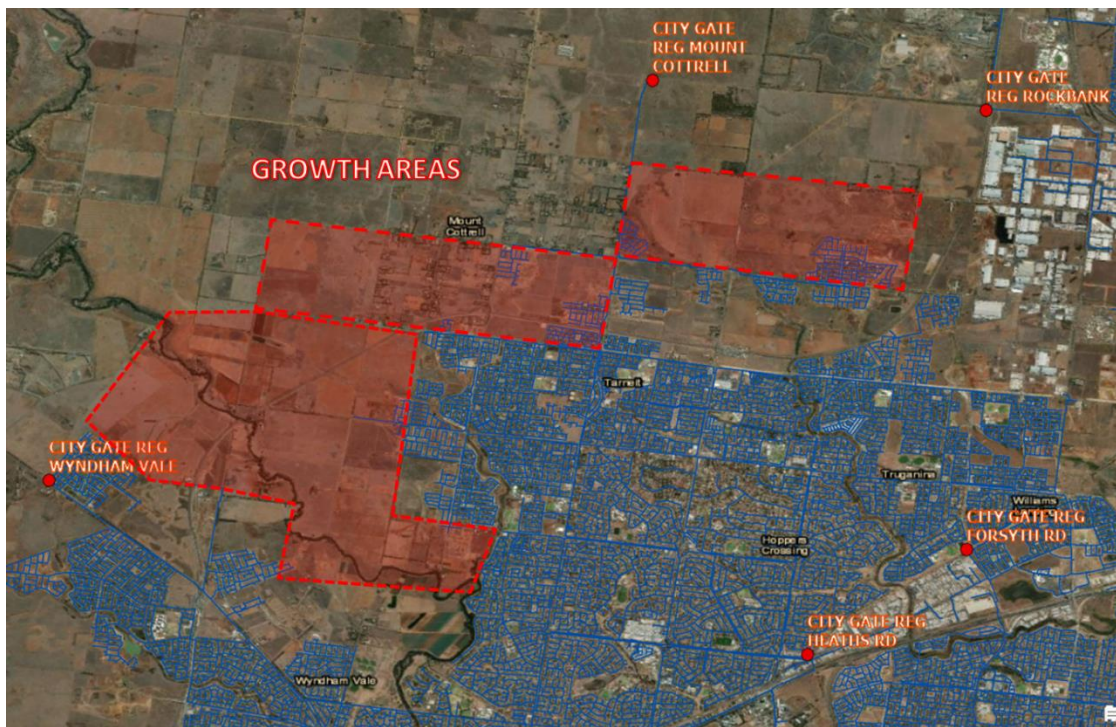 CITY GATE
REG MOUNT
COTTRELL
CITY GATE
REG ROCKBANK
GROWTH AREAS
Mount
Cottrell
Tarneit
CITY GATE REG
WYNDHAM VALE
Truganina
Williams
CITY GATE REG
FORSYTH RD
Hoppers
Crossing
CITY GATE REG
HEATHS RD
Wyndham Vale